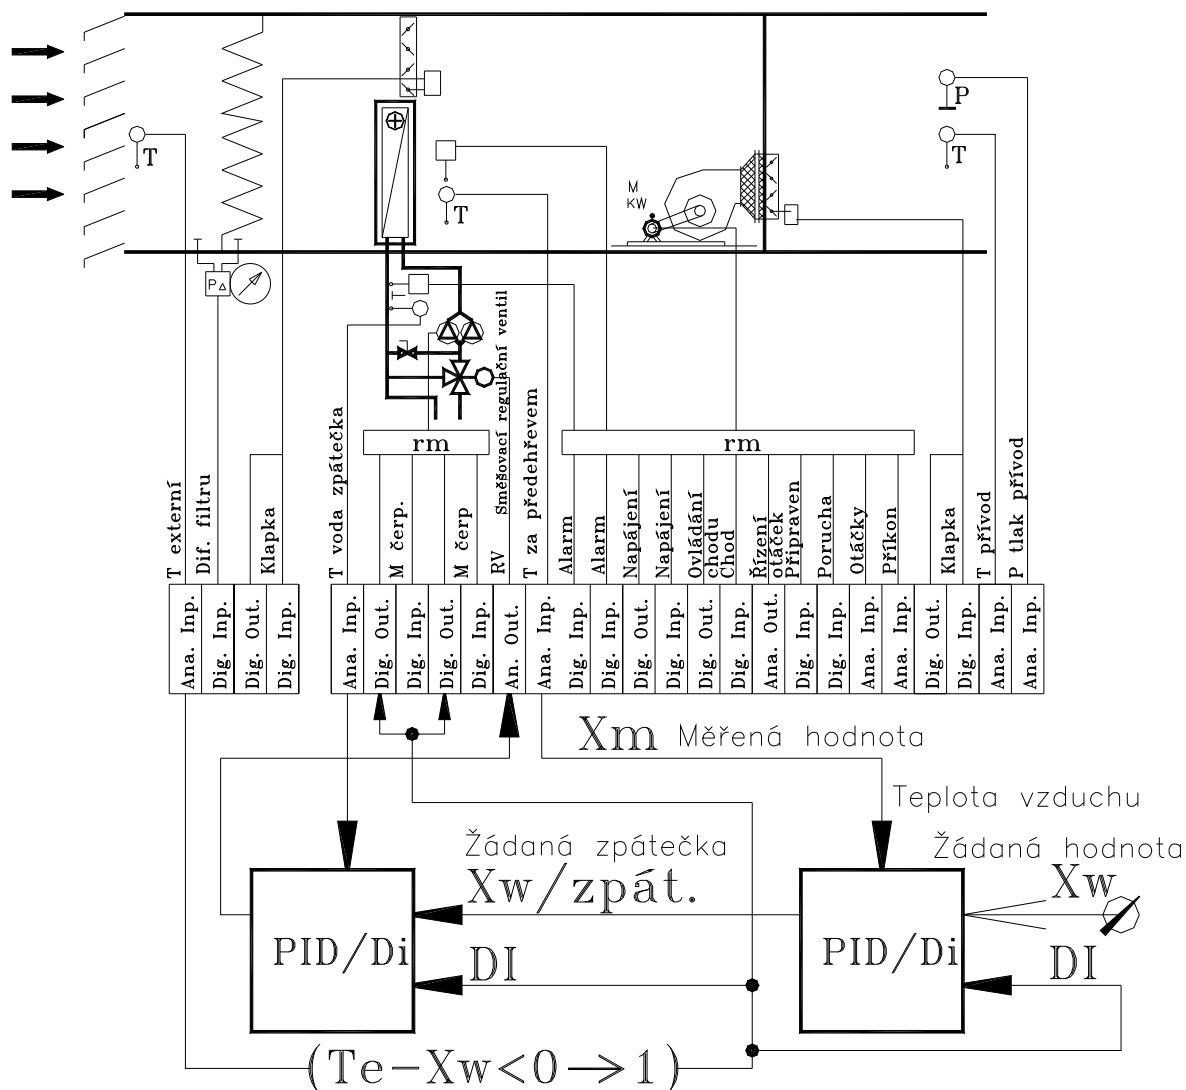 T
P
T
T
M
KW
P
rm
rm
T externí
Dif. filtru
Klapka
T voda zpátečka
M čerp.
M čerp
RV
Směšovací regulační ventil
T za předehřevem
Alarm
Alarm
Napájení
Napájení
Ovládání
chodu
Chod
Řízení
otáček
Připraven
Porucha
Otáčky
Příkon
Klapka
T přívod
P tlak přívod
Ana. Inp.
Dig. Inp.
Dig. Out.
Dig. Inp.
Ana. Inp.
Dig. Out.
Dig. Inp.
Dig. Out.
Dig. Inp.
An. Out.
Ana. Inp.
Dig. Inp.
Dig. Inp.
Dig. Out.
Dig. Inp.
Dig. Out.
Dig. Inp.
Ana. Out.
Dig. Inp.
Dig. Inp.
Ana. Inp.
Ana. Inp.
Dig. Out.
Dig. Inp.
Ana. Inp.
Ana. Inp.
Xm Měřená hodnota
Teplota vzduchu
Žádaná zpátečka
Žádaná hodnota
Xw/zpát.
Xw
PID/Di
DI
PID/Di
DI
(Te-Xw<0→1)